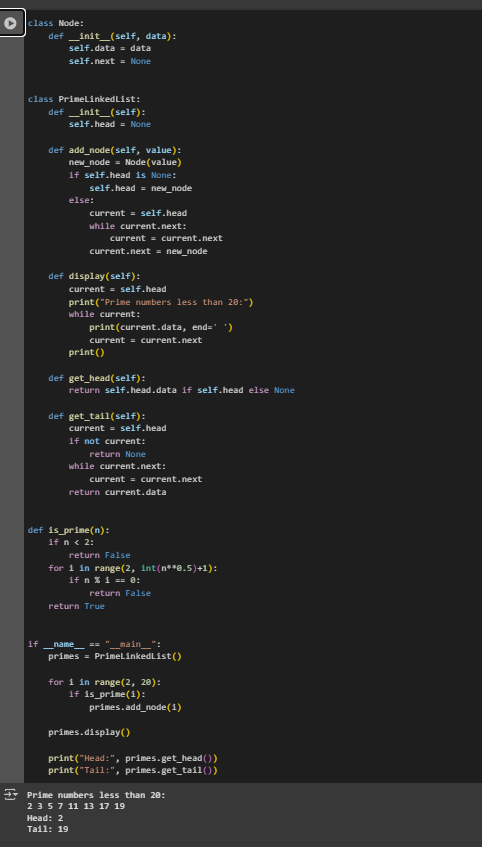 class Node:
    def __init__(self, data):
        self.data = data
        self.next = None
class PrimeLinkedList:
    def __init__(self):
        self.head = None
    def add_node(self, value):
        new_node = Node(value)
        if self.head is None:
            self.head = new_node
        else:
            current = self.head
            while current.next:
                current = current.next
            current.next = new_node
    def display(self):
        current = self.head
        print("Prime numbers less than 20:")
        while current:
            print(current.data, end=' ')
            current = current.next
        print()
    def get_head(self):
        return self.head.data if self.head else None
    def get_tail(self):
        current = self.head
        if not current:
            return None
        while current.next:
            current = current.next
        return current.data
def is_prime(n):
    if n < 2:
        return False
    for i in range(2, int(n**0.5)+1):
        if n % i == 0:
            return False
    return True
if __name__ == "__main__":
    primes = PrimeLinkedList()
    for i in range(2, 20):
        if is_prime(i):
            primes.add_node(i)
    primes.display()
    print("Head:", primes.get_head())
    print("Tail:", primes.get_tail())
Prime numbers less than 20:
2 3 5 7 11 13 17 19
Head: 2
Tail: 19